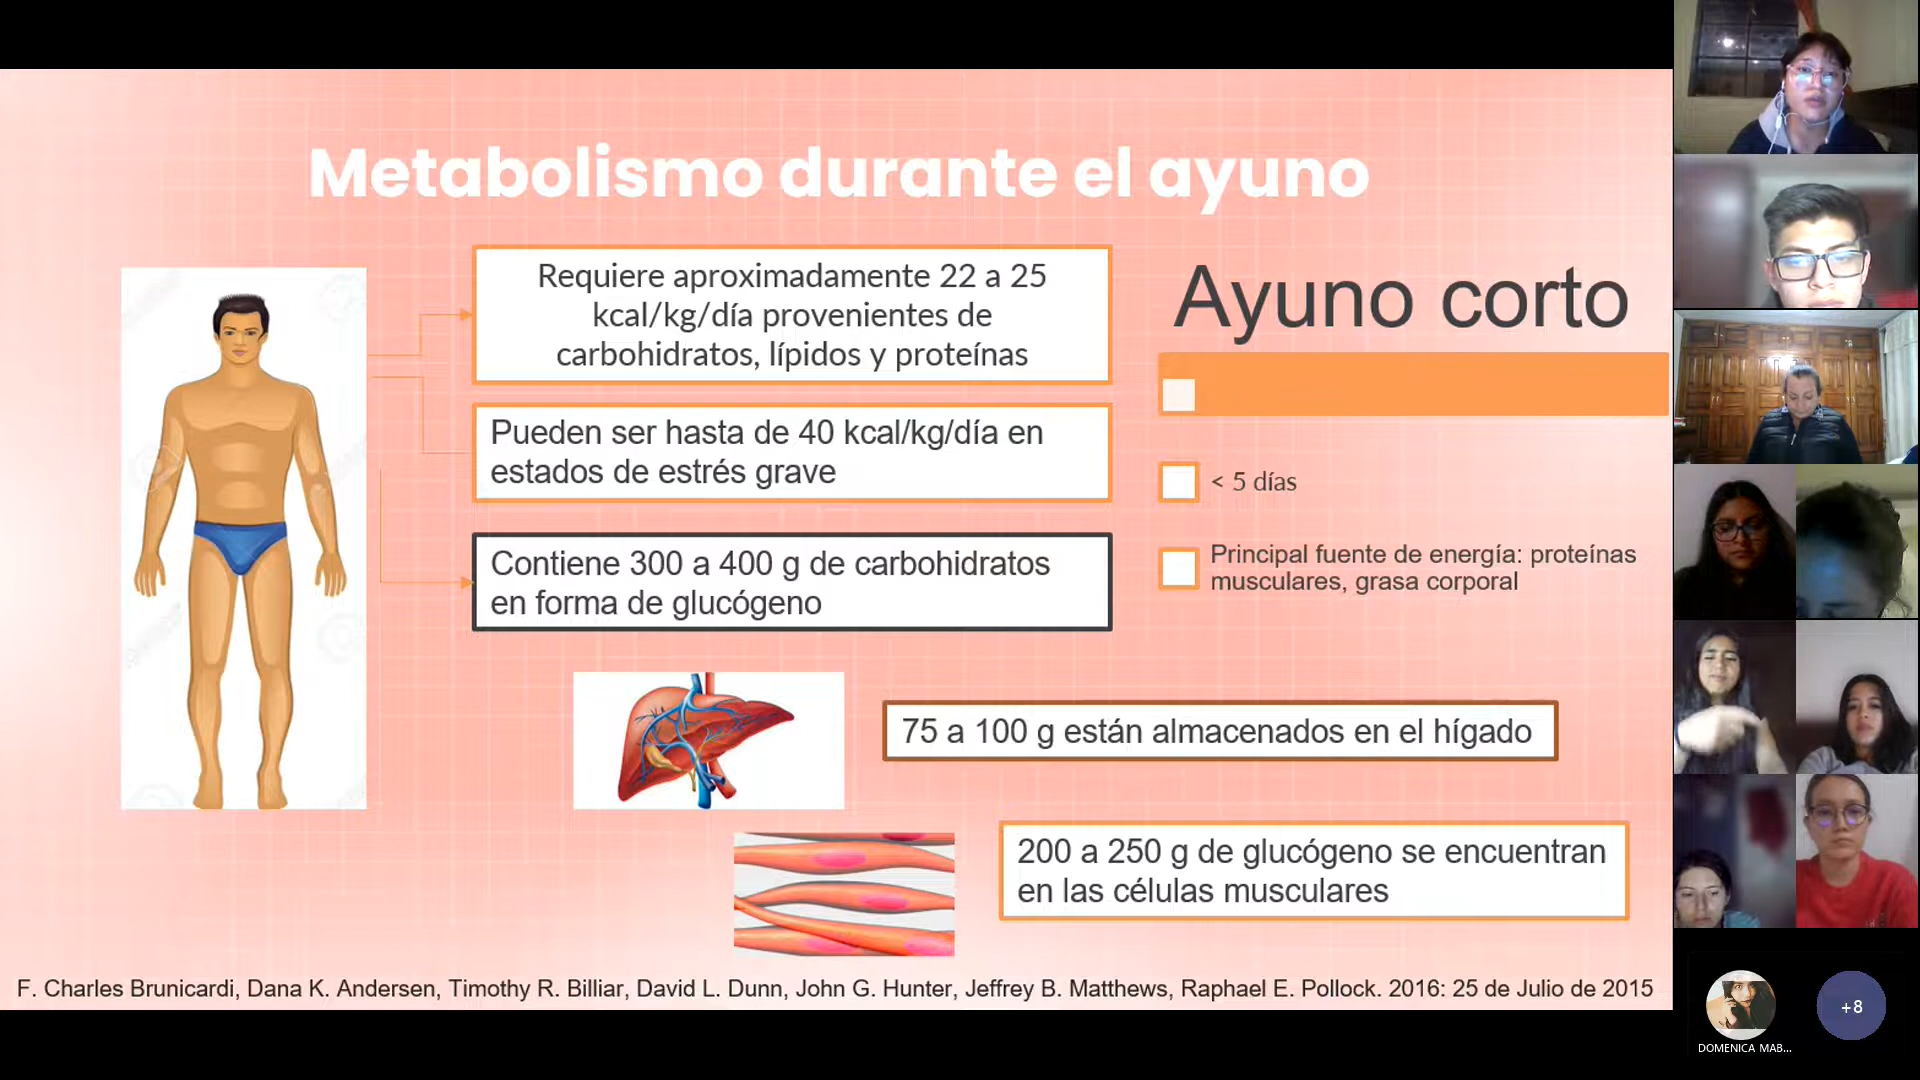 Metabolismo durante el ayuno
Requiere aproximadamente 22 a 25
kcal/kg/día provenientes de
carbohidratos, lípidos y proteínas
Pueden ser hasta de 40 kcal/kg/día en
estados de estrés grave
Contiene 300 a 400 g de carbohidratos
en forma de glucógeno
Ayuno corto
< 5 días
Principal fuente de energía: proteínas
musculares, grasa corporal
75 a 100 g están almacenados en el hígado
200 a 250 g de glucógeno se encuentran
en las células musculares
F. Charles Brunicardi, Dana K. Andersen, Timothy R. Billiar, David L. Dunn, John G. Hunter, Jeffrey B. Matthews, Raphael E. Pollock. 2016: 25 de Julio de 2015
+8
DOMENICA MAB...